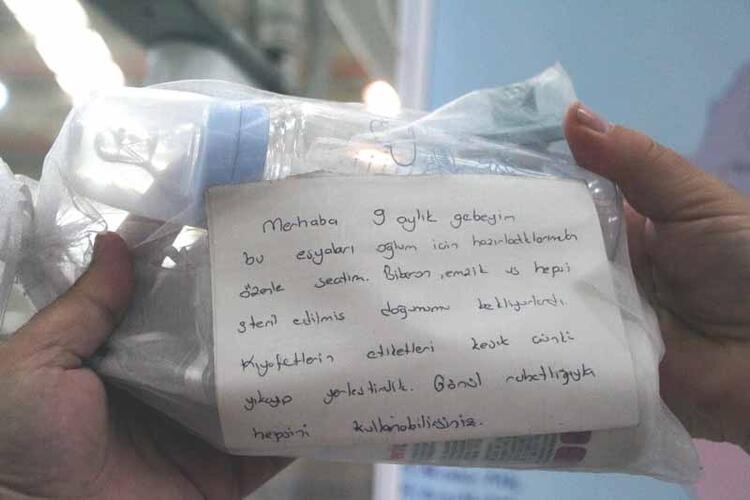 Merhaba 9 aylık gebeyim
bu eşyaları oğlum için hazırladıklarımdan
özenle seçtim. Biberon, emzik vs hepsi
steril edilmiş doğumumu bekliyorlardı.
Kıyafetlerin etiketleri kesik çünkü
yıkayıp yerleştirdik. Gönül rahatlığıyla
hepsini kullanabilirsiniz.